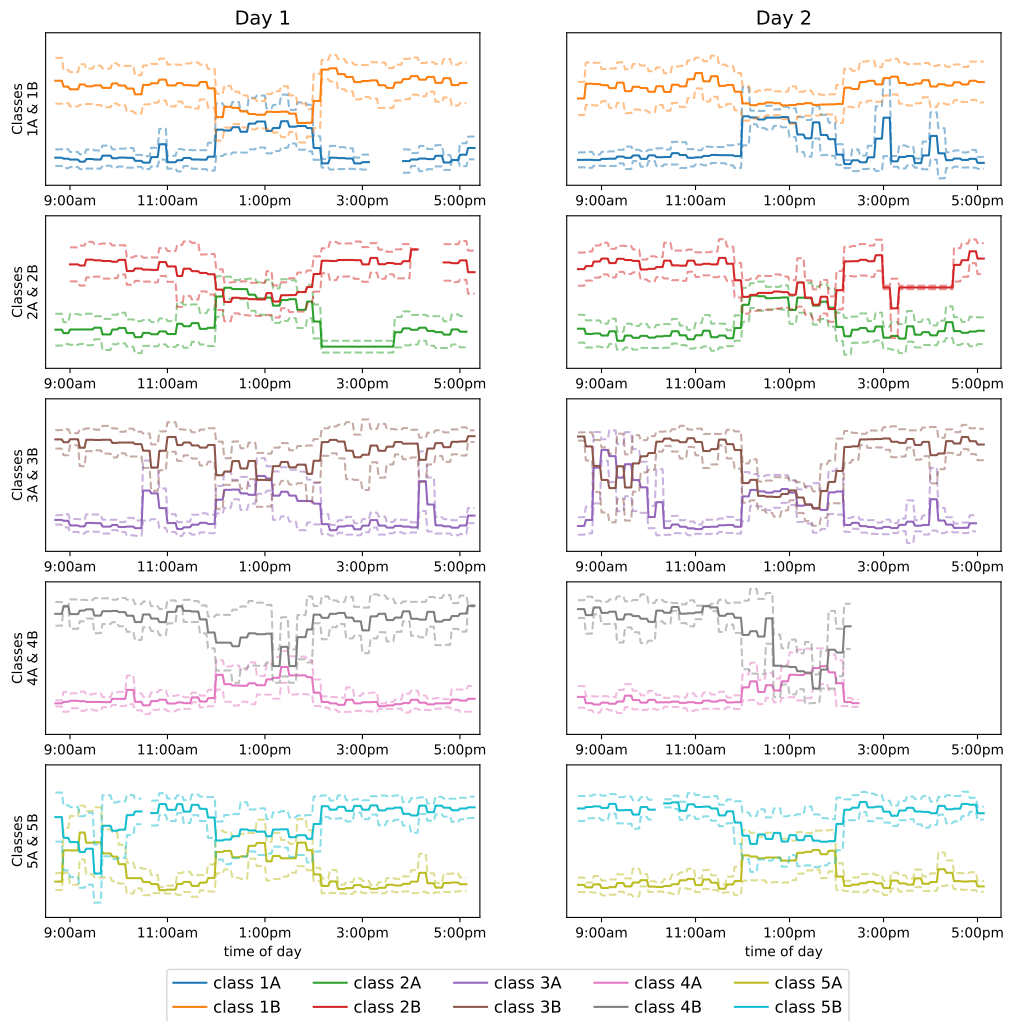 Day 1
Day 2
Classes
1A & 1B
9:00am 11:00am 1:00pm 3:00pm 5:00pm
9:00am 11:00am 1:00pm 3:00pm 5:00pm
Classes
2A & 2B
9:00am 11:00am 1:00pm 3:00pm 5:00pm
9:00am 11:00am 1:00pm 3:00pm 5:00pm
Classes
3A & 3B
9:00am 11:00am 1:00pm 3:00pm 5:00pm
9:00am 11:00am 1:00pm 3:00pm 5:00pm
Classes
4A & 4B
9:00am 11:00am 1:00pm 3:00pm 5:00pm
9:00am 11:00am 1:00pm 3:00pm 5:00pm
Classes
5A & 5B
9:00am 11:00am 1:00pm 3:00pm 5:00pm
time of day
9:00am 11:00am 1:00pm 3:00pm 5:00pm
time of day
class 1A class 2A class 3A class 4A class 5A
class 1B class 2B class 3B class 4B class 5B